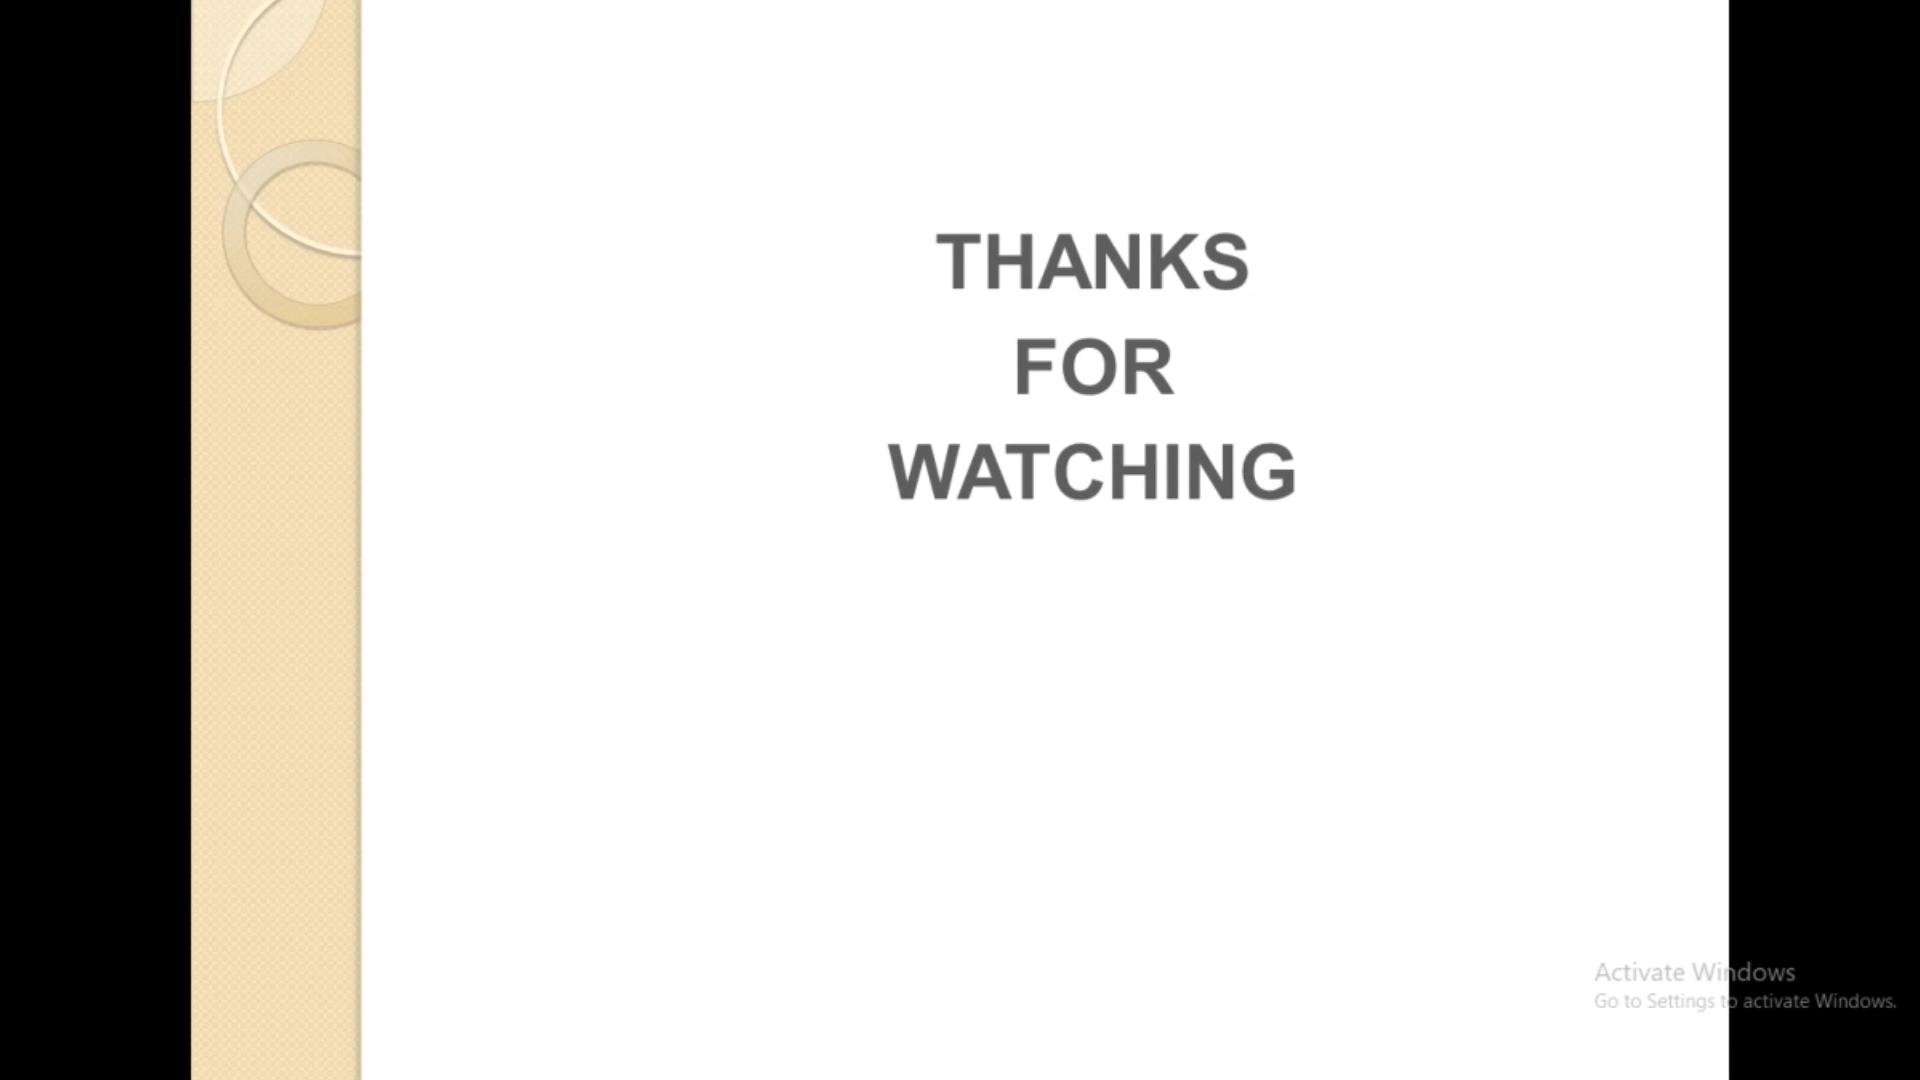 THANKS
FOR
WATCHING
Activate Windows
Go to Settings to activate Windows.